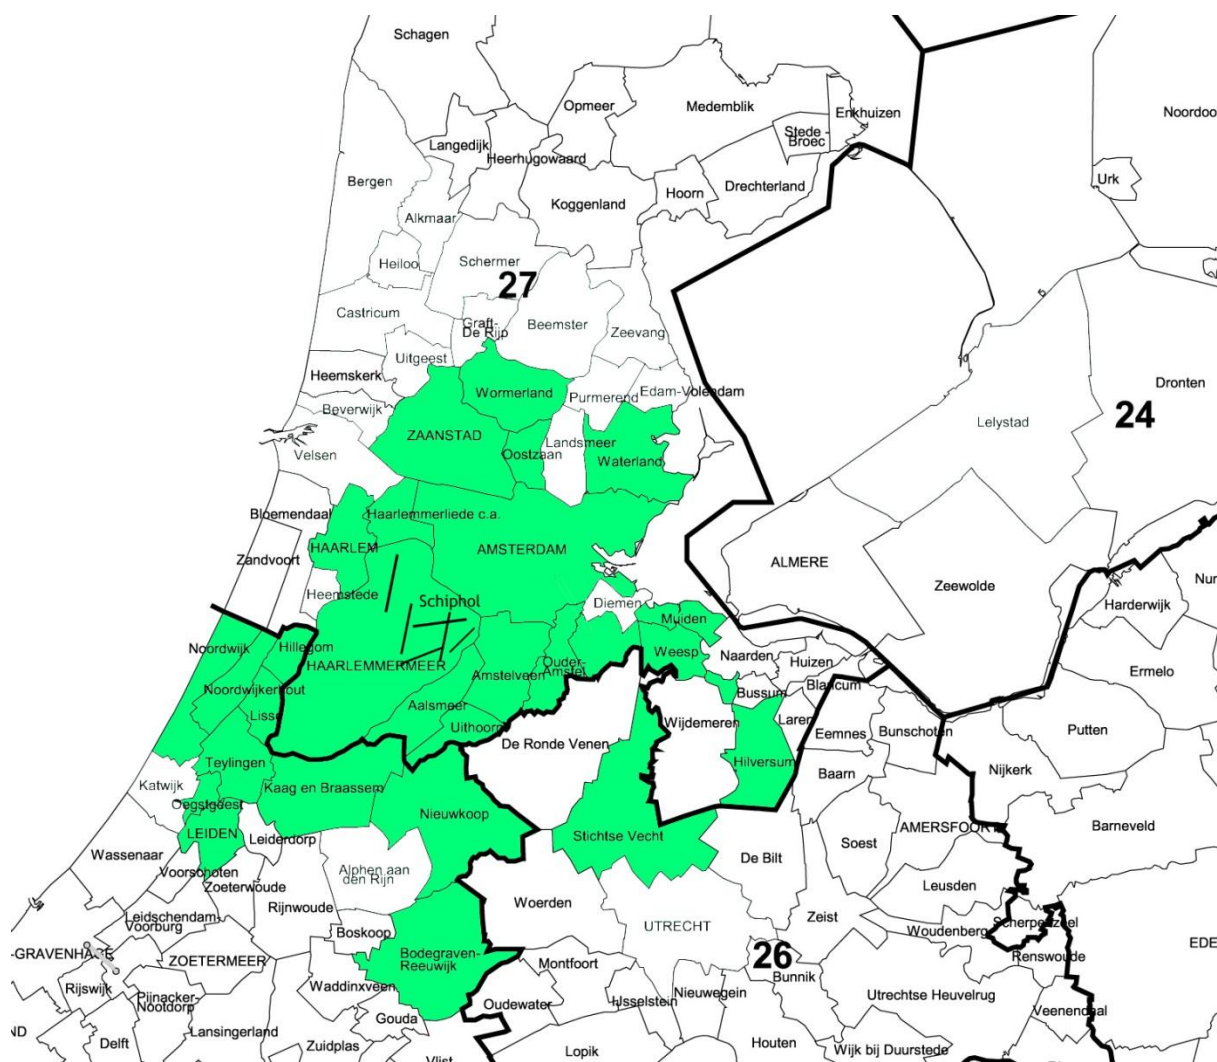 Schagen
Opmeer
Medemblik
Enkhuizen
Noordoo
Stede -
Broec
Langedijk
Heerhugowaard
Urk
Bergen
Drechterland
Hoorn
Koggenland
Alkmaar
Heiloo
Schermer
27
Castricum
Graft-
De Rijp
Beemster
Zeevang
Uitgeest
Heemskerk
Dronten
Wormerland
Purmerend
Edam-Volendam
Beverwijk
24
Lelystad
ZAANSTAD
Landsmeer
Velsen
Oostzaan
Waterland
Bloemendaal
Haarlemmerliede c.a.
HAARLEM
AMSTERDAM
Zandvoort
ALMERE
Zeewolde
Nur
Heemstede
Schiphol
Diemen
Harderwijk
Muiden
Noordwijk
Hillegom
Weesp
Naarden
Huizen
HAARLEMMERMEER
Ouder-
Amstel
Amstelveen
Ermelo
Noordwijkerhout
Blaricum
Bussum
Aalsmeer
Lisse
Laren
Wijdemeren
Uithoorn
Eemnes
Bunschoten
Putten
De Ronde Venen
Teylingen
Hilversum
Nijkerk
Baarn
Katwijk
Kaag en Braassem
Oegstgeest
Nieuwkoop
LEIDEN
Leiderdorp
Stichtse Vecht
AMERSFOORT
Barneveld
Soest
Wassenaar
De Bilt
Voorschoten
Alphen aan
den Rijn
Zoeterwoude
Leusden
Woerden
Rijnwoude
Zeist
Leidschendam-
Voorburg
UTRECHT
Scherpenzeel
Boskoop
Woudenberg
EDE
-GRAVENHAGE
ZOETERMEER
Bodegraven-
Reeuwijk
26
Renswoude
Montfoort
Bunnik
Rijswijk
Waddinxveen
Pijnacker-
Nootdorp
Oudewater
IJsselstein
Nieuwegein
Utrechtse Heuvelrug
Veenendaal
Gouda
ND
Lansingerland
Delft
Zuidplas
Houten
Vlist
Lopik
Wijk bij Duurstede